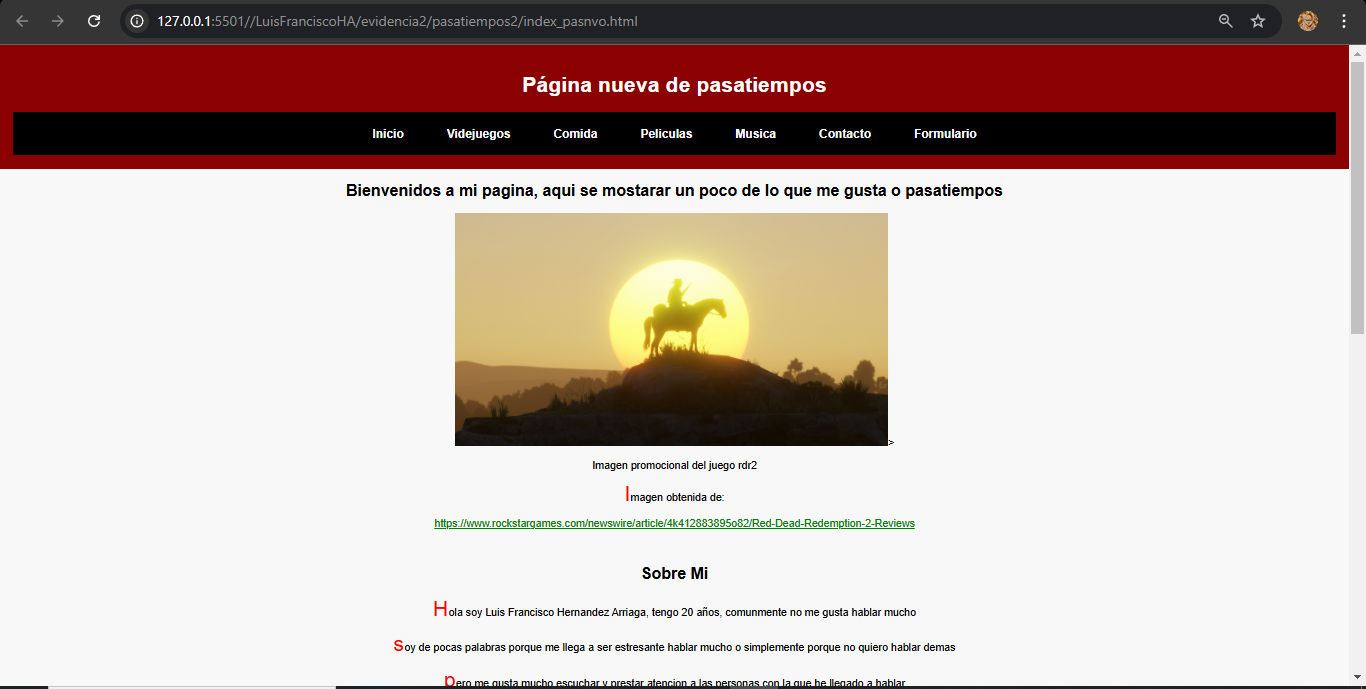 127.0.0.1:5501//LuisFranciscoHA/evidencia2/pasatiempos2/index_pasnvo.html
Página nueva de pasatiempos
Inicio Videjuegos Comida Peliculas Musica Contacto Formulario
Bienvenidos a mi pagina, aqui se mostarar un poco de lo que me gusta o pasatiempos
>
Imagen promocional del juego rdr2
Imagen obtenida de:
https://www.rockstargames.com/newswire/article/4k412883895o82/Red-Dead-Redemption-2-Reviews
Sobre Mi
Hola soy Luis Francisco Hernandez Arriaga, tengo 20 años, comunmente no me gusta hablar mucho
Soy de pocas palabras porque me llega a ser estresante hablar mucho o simplemente porque no quiero hablar demas
pero me gusta mucho escuchar y prestar atencion a las personas con la que he llegado a hablar